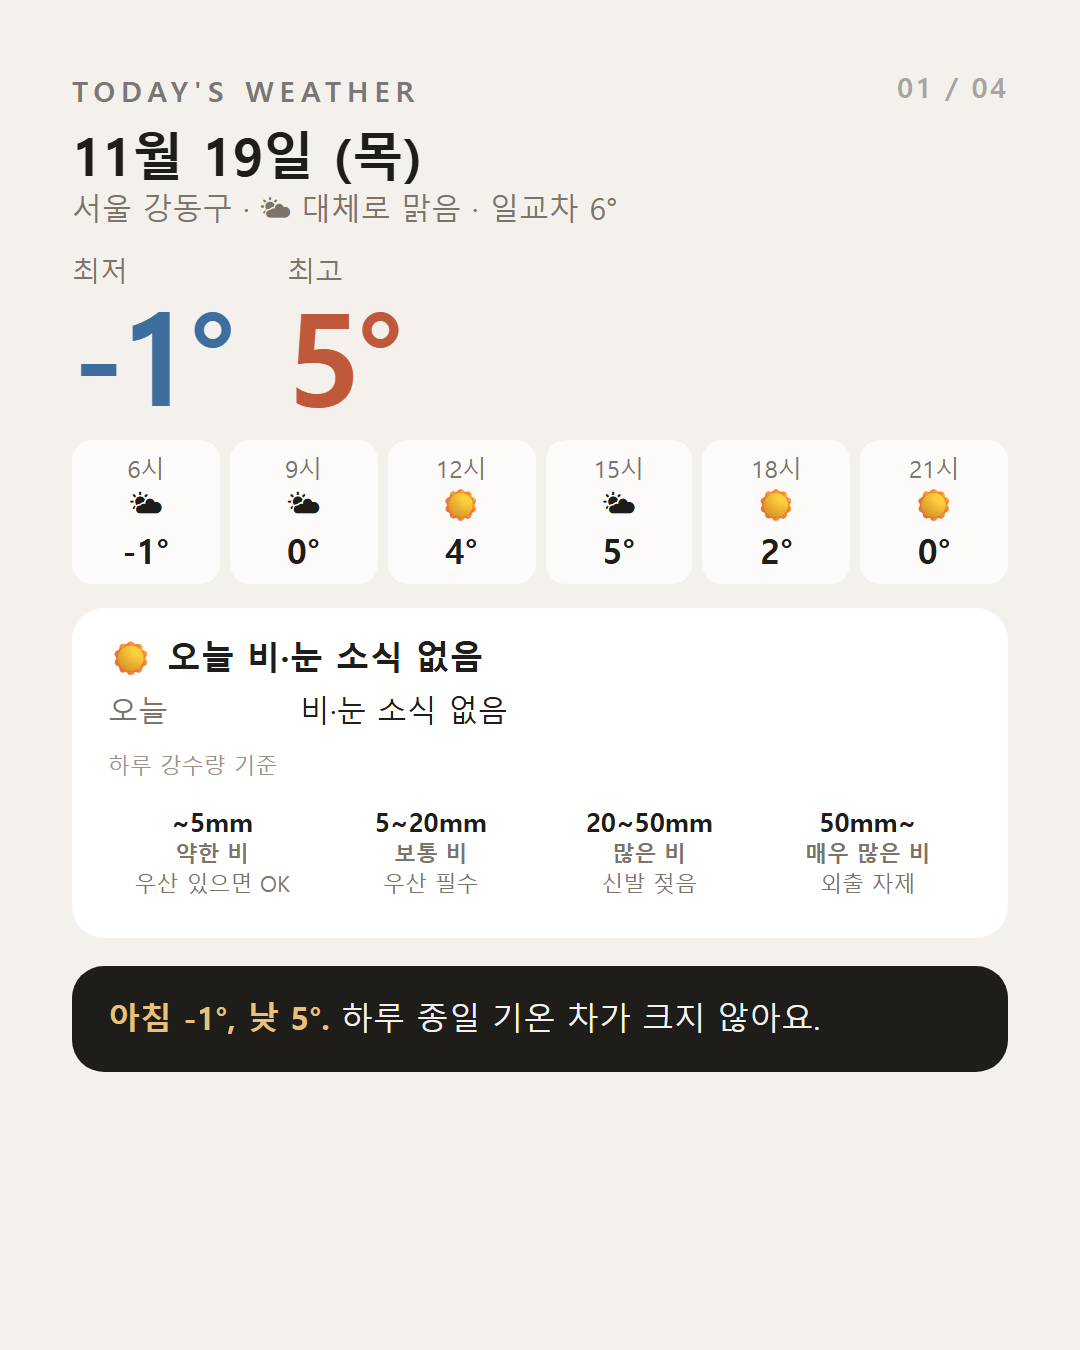 TODAY'S WEATHER
01 / 04
11월 19일 (목)
서울 강동구 · 🌥 대체로 맑음 · 일교차 6°
최저 최고
-1° 5°
6시 9시 12시 15시 18시 21시
-1° 0° 4° 5° 2° 0°
오늘 비·눈 소식 없음
오늘 비·눈 소식 없음
하루 강수량 기준
~5mm 5~20mm 20~50mm 50mm~
약한 비 보통 비 많은 비 매우 많은 비
우산 있으면 OK 우산 필수 신발 젖음 외출 자제
아침 -1°, 낮 5°. 하루 종일 기온 차가 크지 않아요.